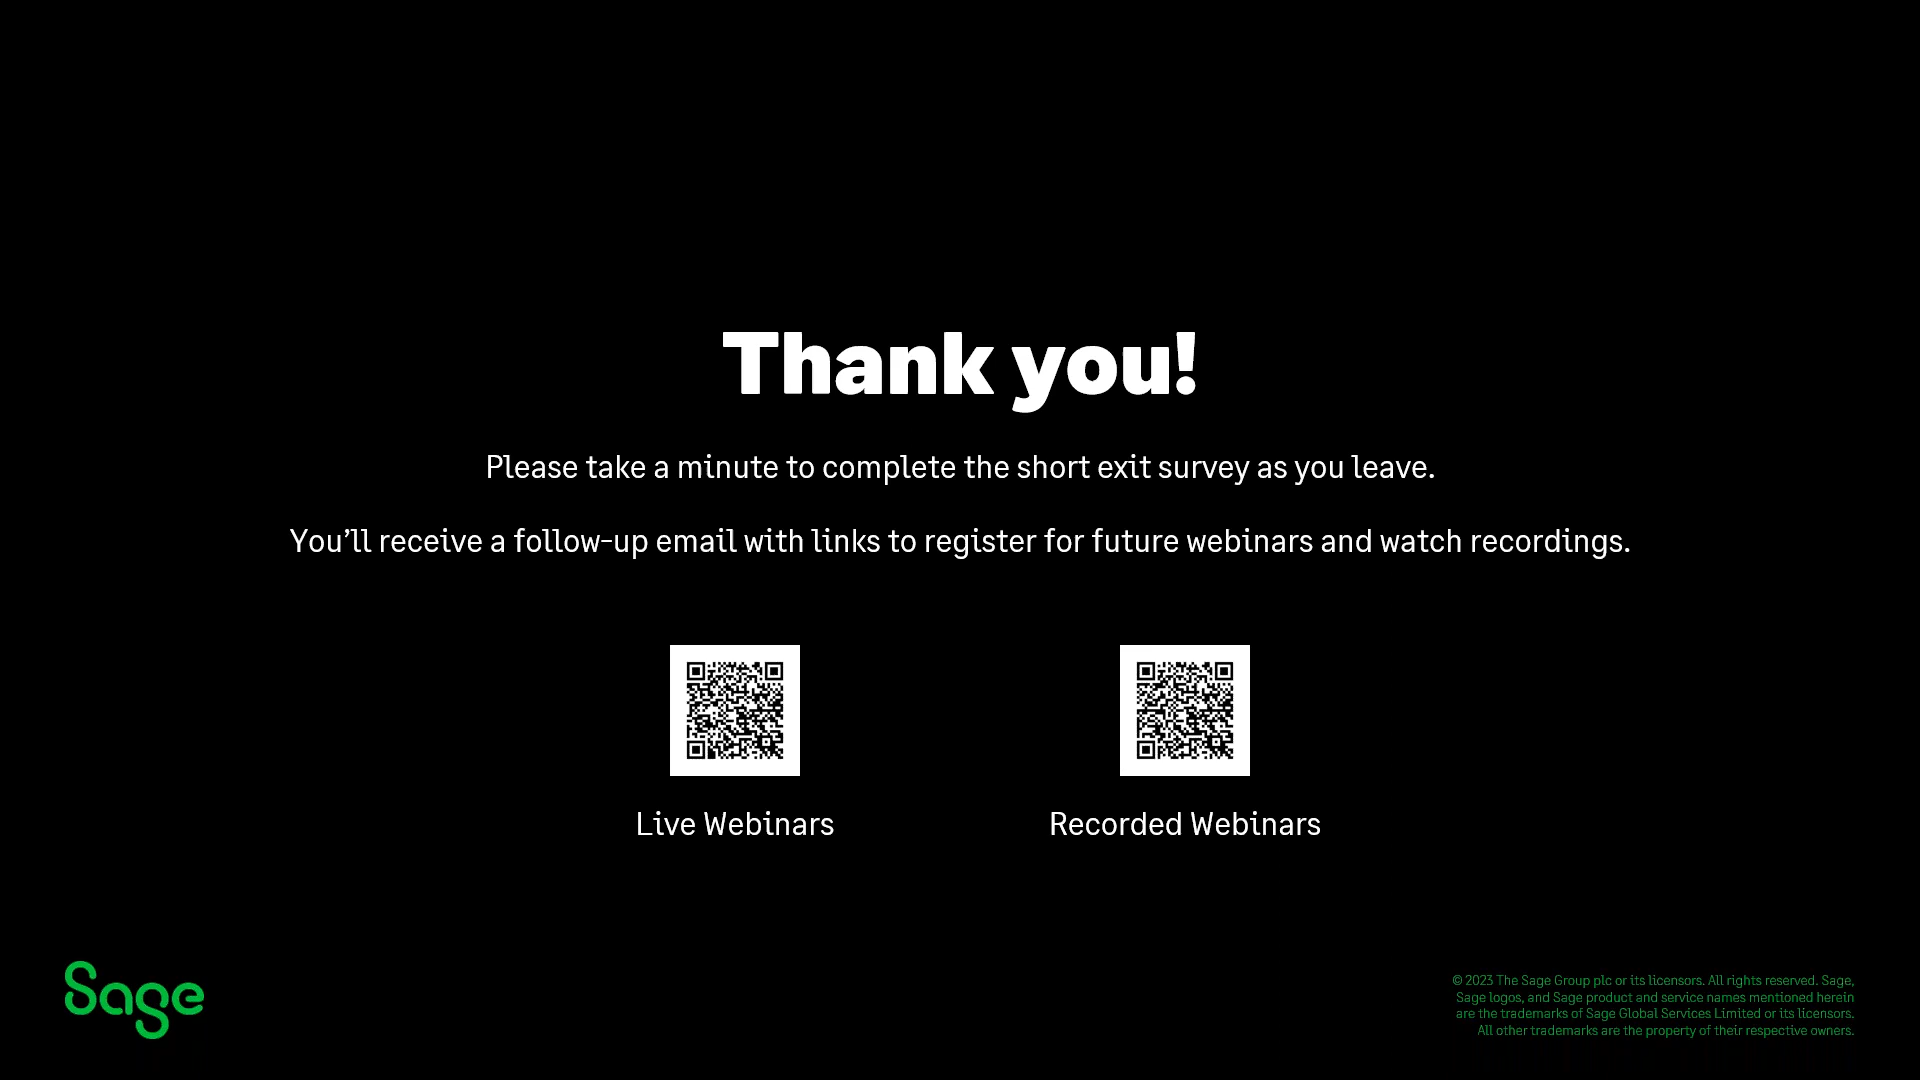 Thank you!
Please take a minute to complete the short exit survey as you leave.
You’ll receive a follow-up email with links to register for future webinars and watch recordings.
Live Webinars
Recorded Webinars
Sage
© 2023 The Sage Group plc or its licensors. All rights reserved. Sage,
Sage logos, and Sage product and service names mentioned herein
are the trademarks of Sage Global Services Limited or its licensors.
All other trademarks are the property of their respective owners.